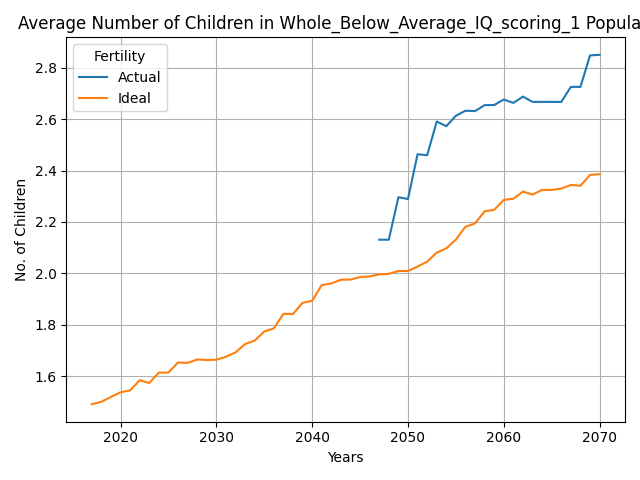 Average Number of Children in Whole_Below_Average_IQ_scoring_1 Popula
Fertility
Actual
Ideal
No. of Children
2.8
2.6
2.4
2.2
2.0
1.8
1.6
2020 2030 2040 2050 2060 2070
Years